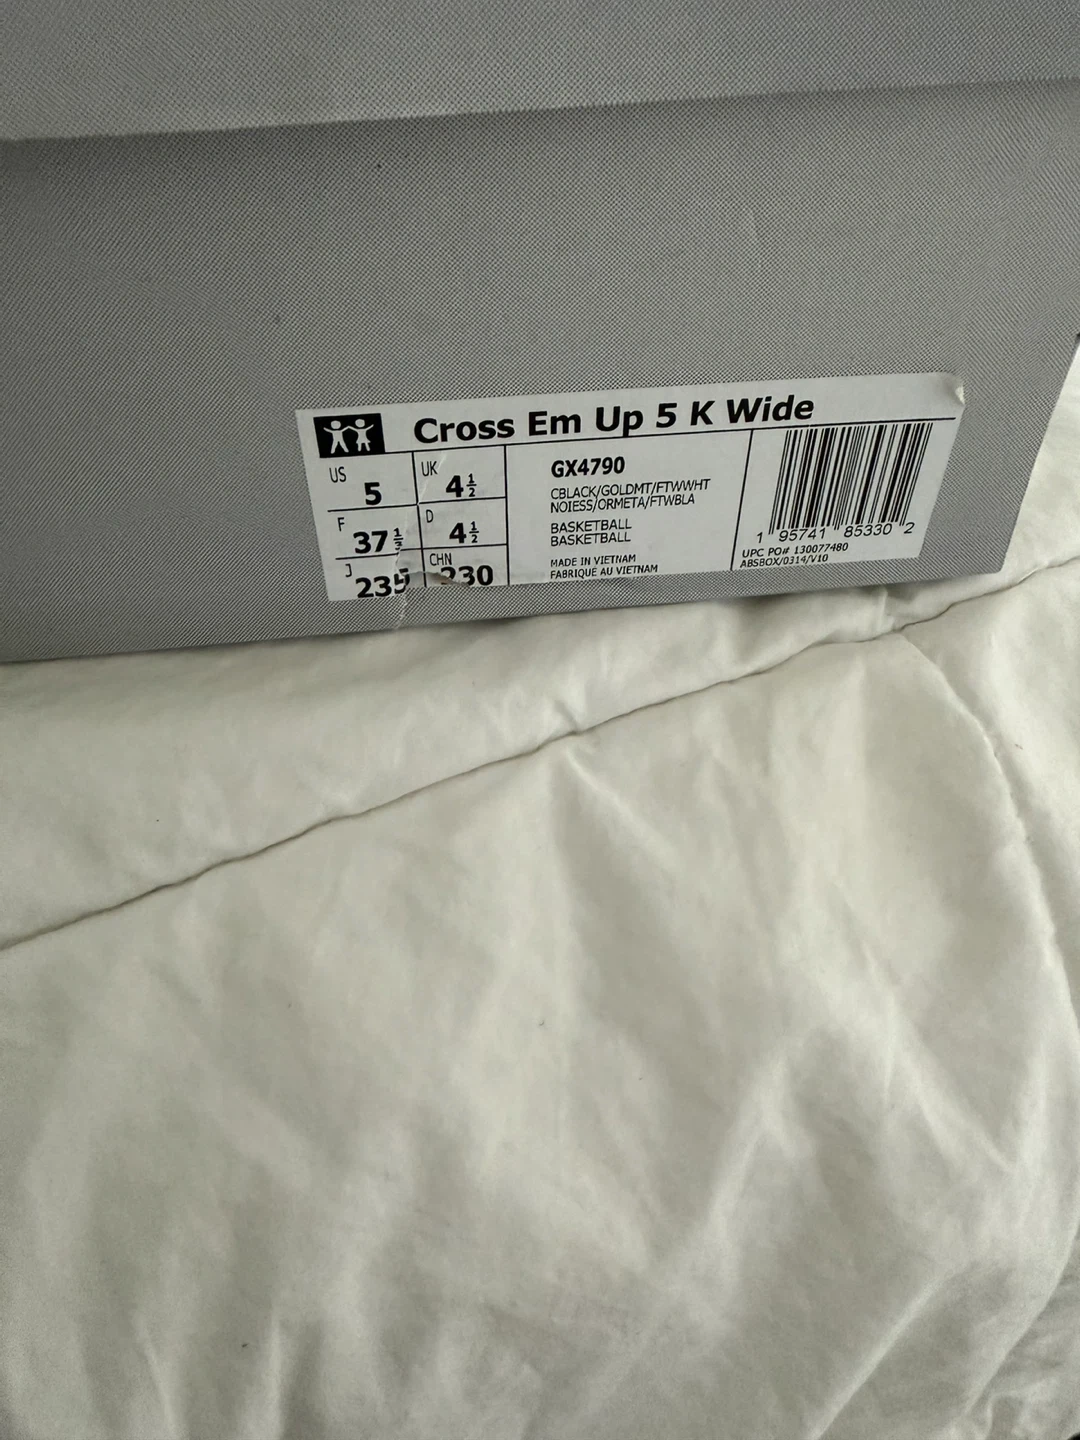 Cross Em Up 5 K Wide
US 5
UK 4½
F 37⅓
D 4½
J 235
CHN 230
GX4790
CBLACK/GOLDMT/FTWWHT
NOIESS/ORMETA/FTWBLA
BASKETBALL
BASKETBALL
MADE IN VIETNAM
FABRIQUE AU VIETNAM
1 95741 85330 2
UPC PO# 130077480
ABSBOX/0314/V10